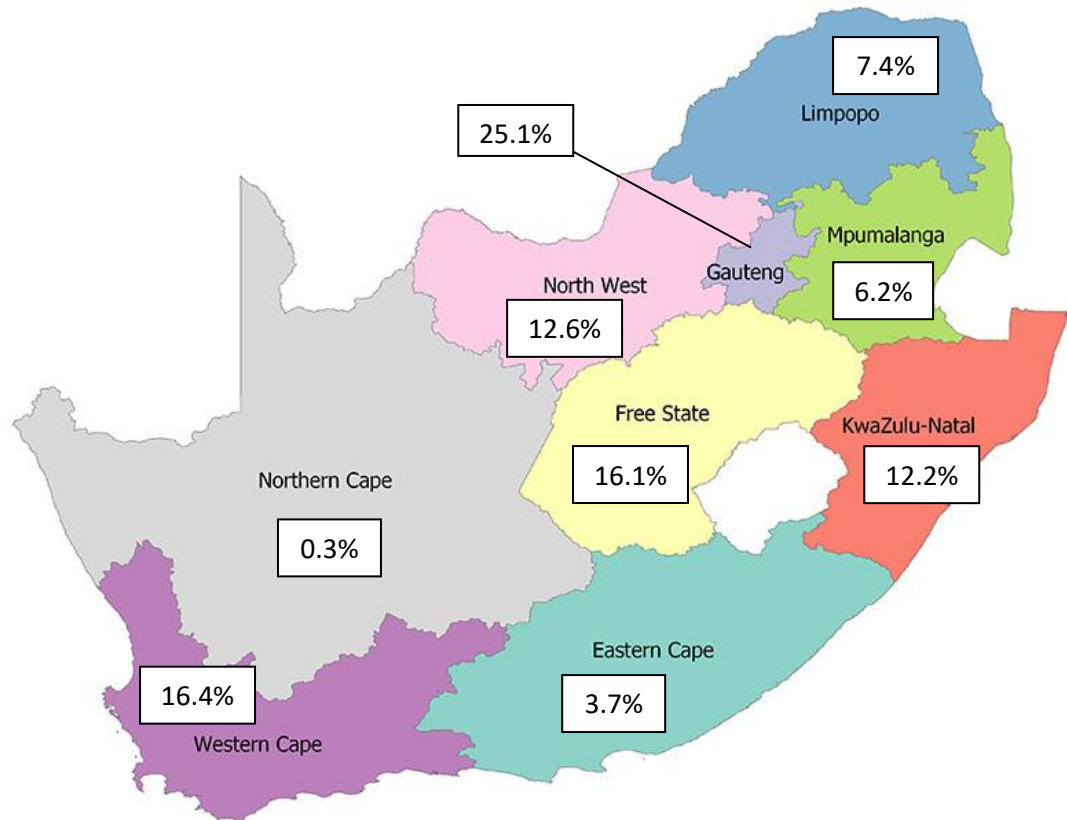 7.4%
Limpopo
25.1%
Mpumalanga
Gauteng
6.2%
North West
12.6%
Free State
KwaZulu-Natal
16.1%
12.2%
Northern Cape
0.3%
Eastern Cape
3.7%
16.4%
Western Cape